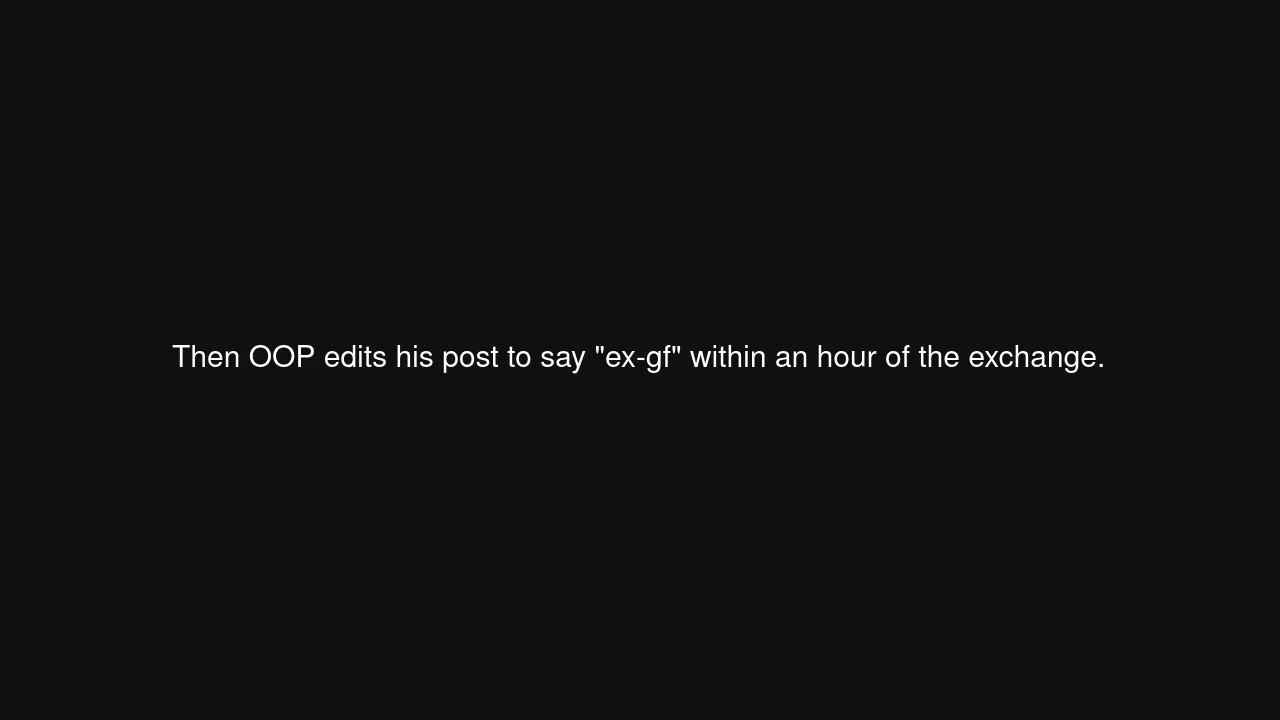 Then OOP edits his post to say "ex-gf" within an hour of the exchange.